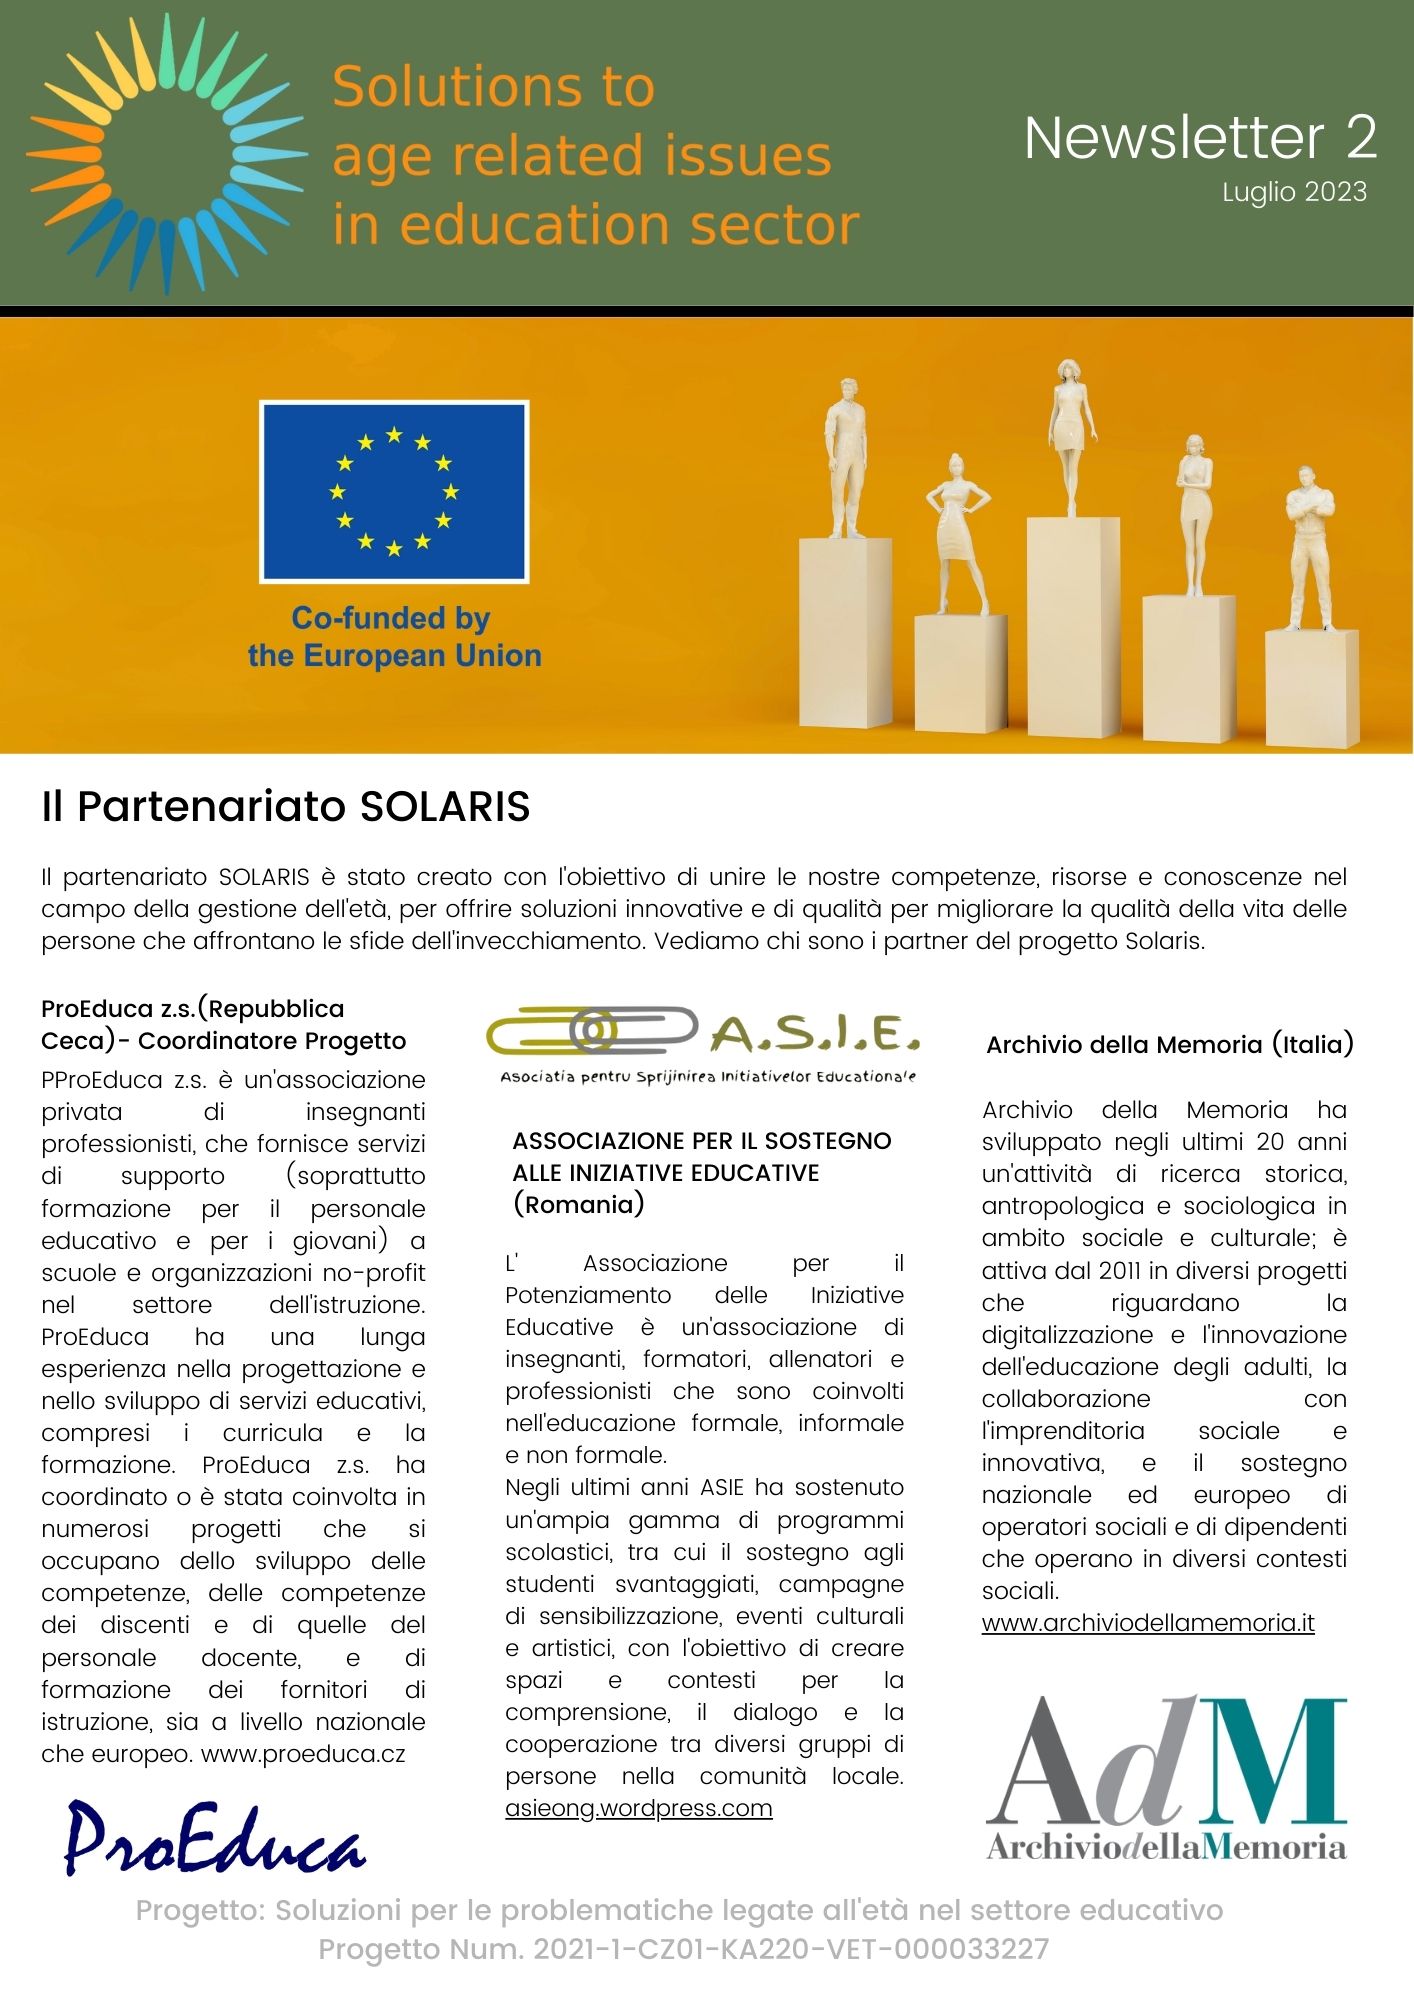 Solutions to
age related issues
in education sector
Newsletter 2
Luglio 2023
Co-funded by
the European Union
Il Partenariato SOLARIS
Il partenariato SOLARIS è stato creato con l'obiettivo di unire le nostre competenze, risorse e conoscenze nel
campo della gestione dell'età, per offrire soluzioni innovative e di qualità per migliorare la qualità della vita delle
persone che affrontano le sfide dell'invecchiamento. Vediamo chi sono i partner del progetto Solaris.
ProEduca z.s.(Repubblica
Ceca)- Coordinatore Progetto
PProEduca z.s. è un'associazione
privata di insegnanti
professionisti, che fornisce servizi
di supporto (soprattutto
formazione per il personale
educativo e per i giovani) a
scuole e organizzazioni no-profit
nel settore dell'istruzione.
ProEduca ha una lunga
esperienza nella progettazione e
nello sviluppo di servizi educativi,
compresi i curricula e la
formazione. ProEduca z.s. ha
coordinato o è stata coinvolta in
numerosi progetti che si
occupano dello sviluppo delle
competenze, delle competenze
dei discenti e di quelle del
personale docente, e di
formazione dei fornitori di
istruzione, sia a livello nazionale
che europeo. www.proeduca.cz
ProEduca
A.S.I.E.
Asociatia pentru Sprijinirea Initiativelor Educationale
ASSOCIAZIONE PER IL SOSTEGNO
ALLE INIZIATIVE EDUCATIVE
(Romania)
L' Associazione per il
Potenziamento delle Iniziative
Educative è un'associazione di
insegnanti, formatori, allenatori e
professionisti che sono coinvolti
nell'educazione formale, informale
e non formale.
Negli ultimi anni ASIE ha sostenuto
un'ampia gamma di programmi
scolastici, tra cui il sostegno agli
studenti svantaggiati, campagne
di sensibilizzazione, eventi culturali
e artistici, con l'obiettivo di creare
spazi e contesti per la
comprensione, il dialogo e la
cooperazione tra diversi gruppi di
persone nella comunità locale.
asieong.wordpress.com
Archivio della Memoria (Italia)
Archivio della Memoria ha
sviluppato negli ultimi 20 anni
un'attività di ricerca storica,
antropologica e sociologica in
ambito sociale e culturale; è
attiva dal 2011 in diversi progetti
che riguardano la
digitalizzazione e l'innovazione
dell'educazione degli adulti, la
collaborazione con
l'imprenditoria sociale e
innovativa, e il sostegno
nazionale ed europeo di
operatori sociali e di dipendenti
che operano in diversi contesti
sociali.
www.archiviodellamemoria.it
AdM
ArchiviodellaMemoria
Progetto: Soluzioni per le problematiche legate all'età nel settore educativo
Progetto Num. 2021-1-CZ01-KA220-VET-000033227